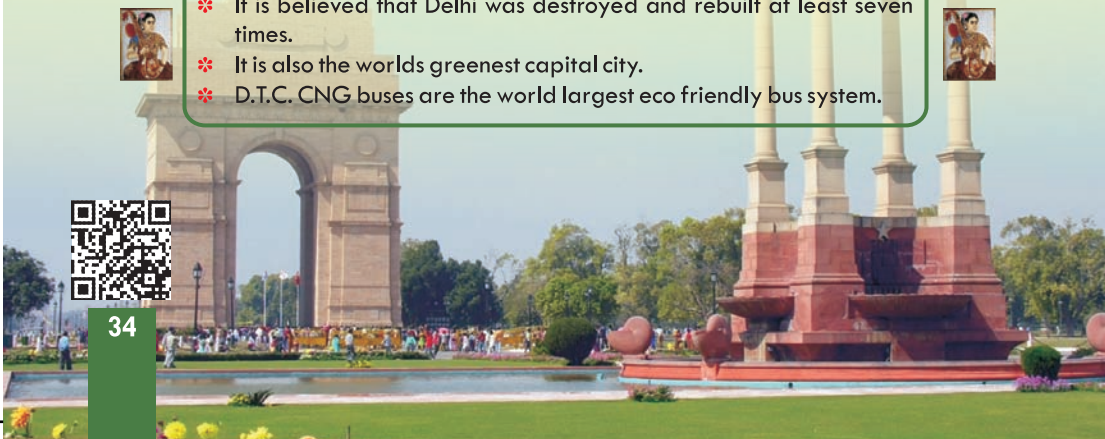 It is believed that Delhi was destroyed and rebuilt at least seven
times.
It is also the worlds greenest capital city.
D.T.C. CNG buses are the world largest eco friendly bus system.
34